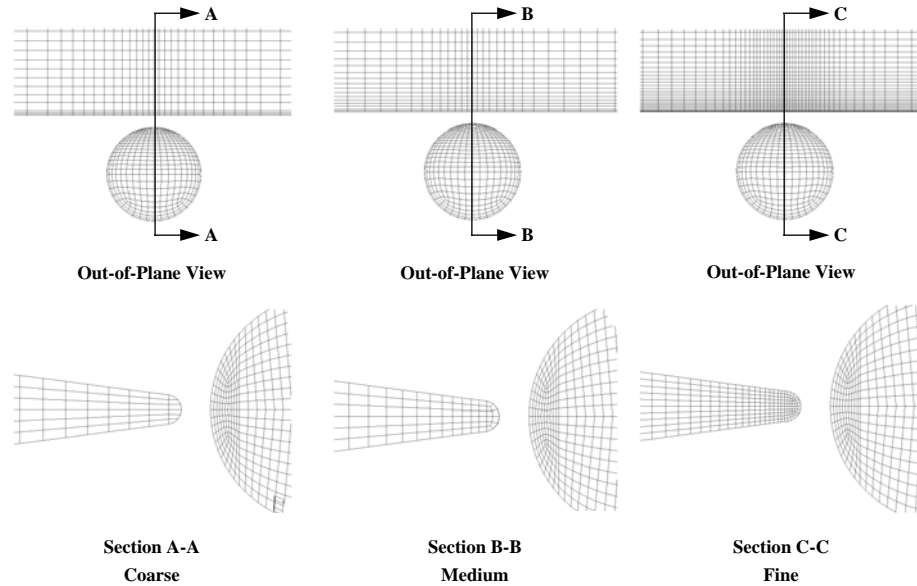 A
B
C
A
B
C
Out-of-Plane View
Out-of-Plane View
Out-of-Plane View
Section A-A
Coarse
Section B-B
Medium
Section C-C
Fine